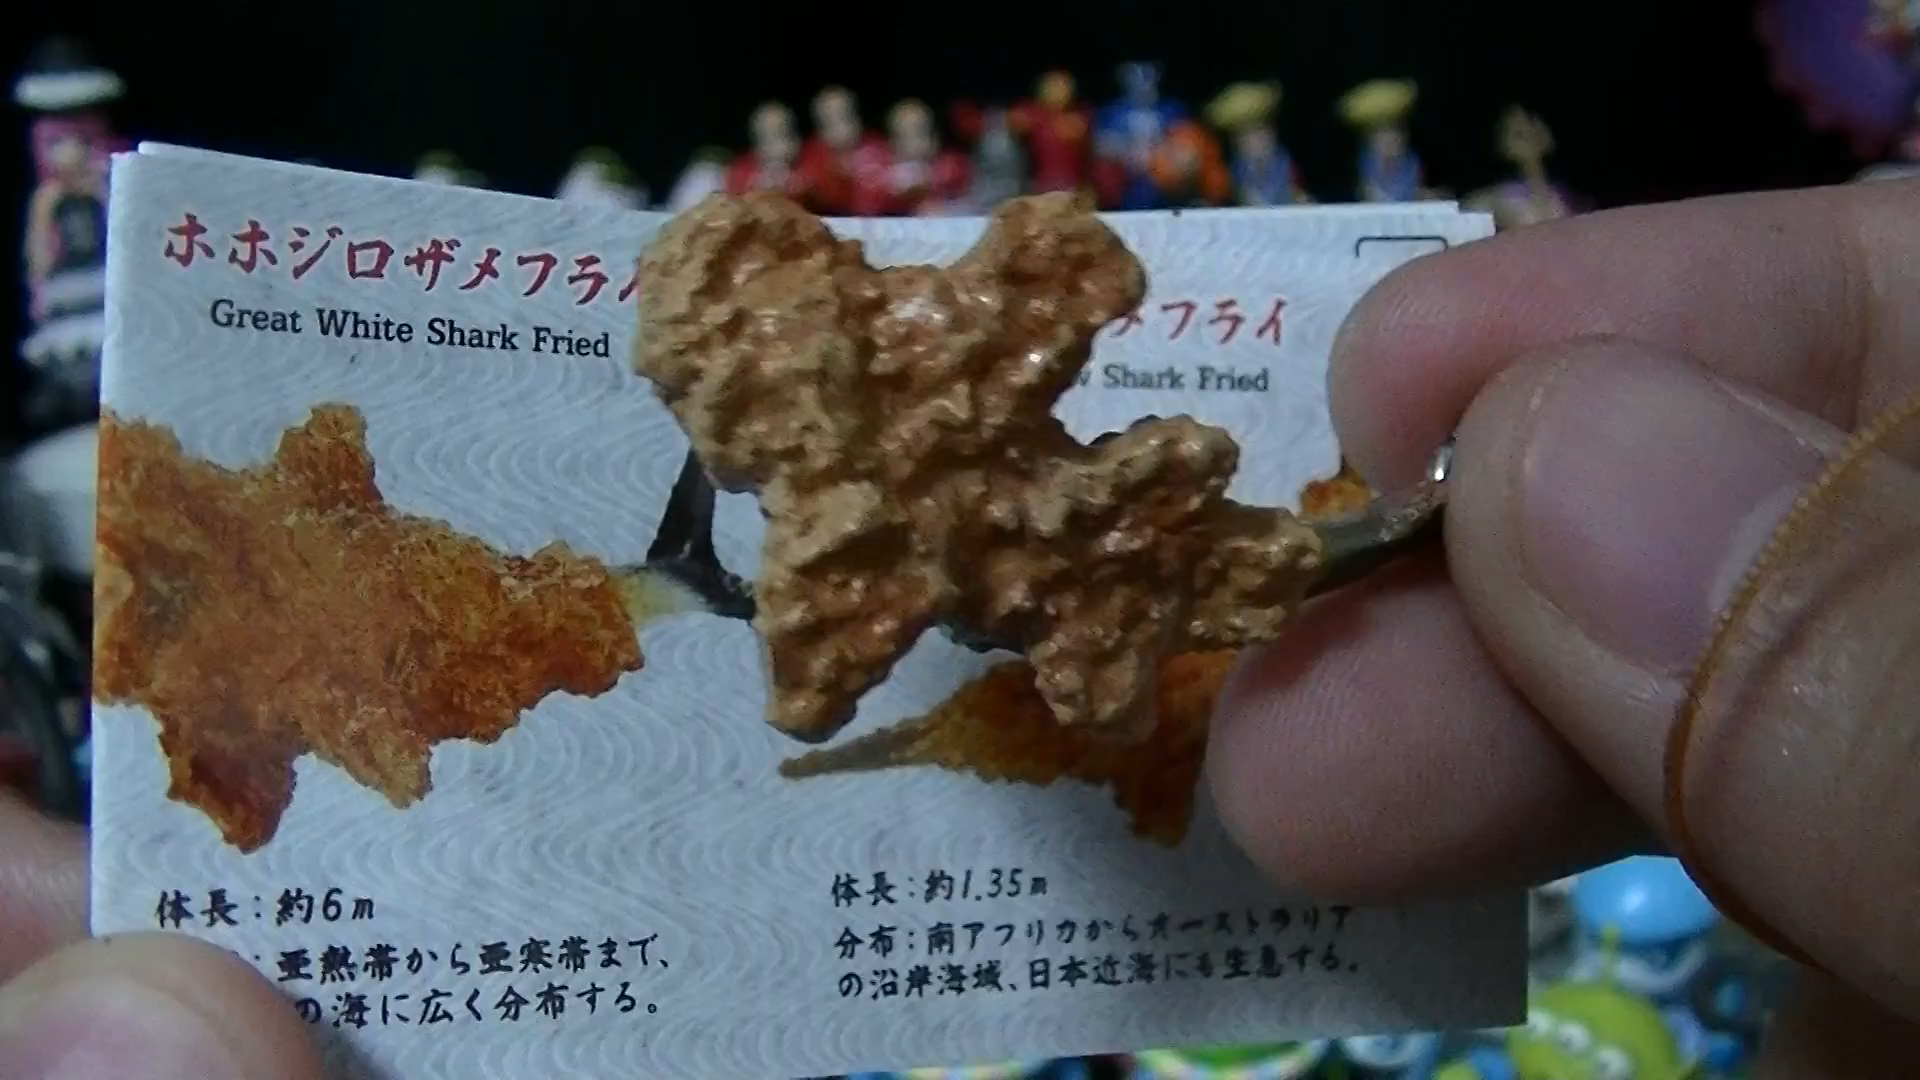 ホホジロザメフライ
Great White Shark Fried
メフライ
Shark Fried
体長：約6m
：亜熱帯から亜寒帯まで、
の海に広く分布する。
体長：約1.35m
分布：南アフリカからオーストラリア
の沿岸海域、日本近海にも生息する。